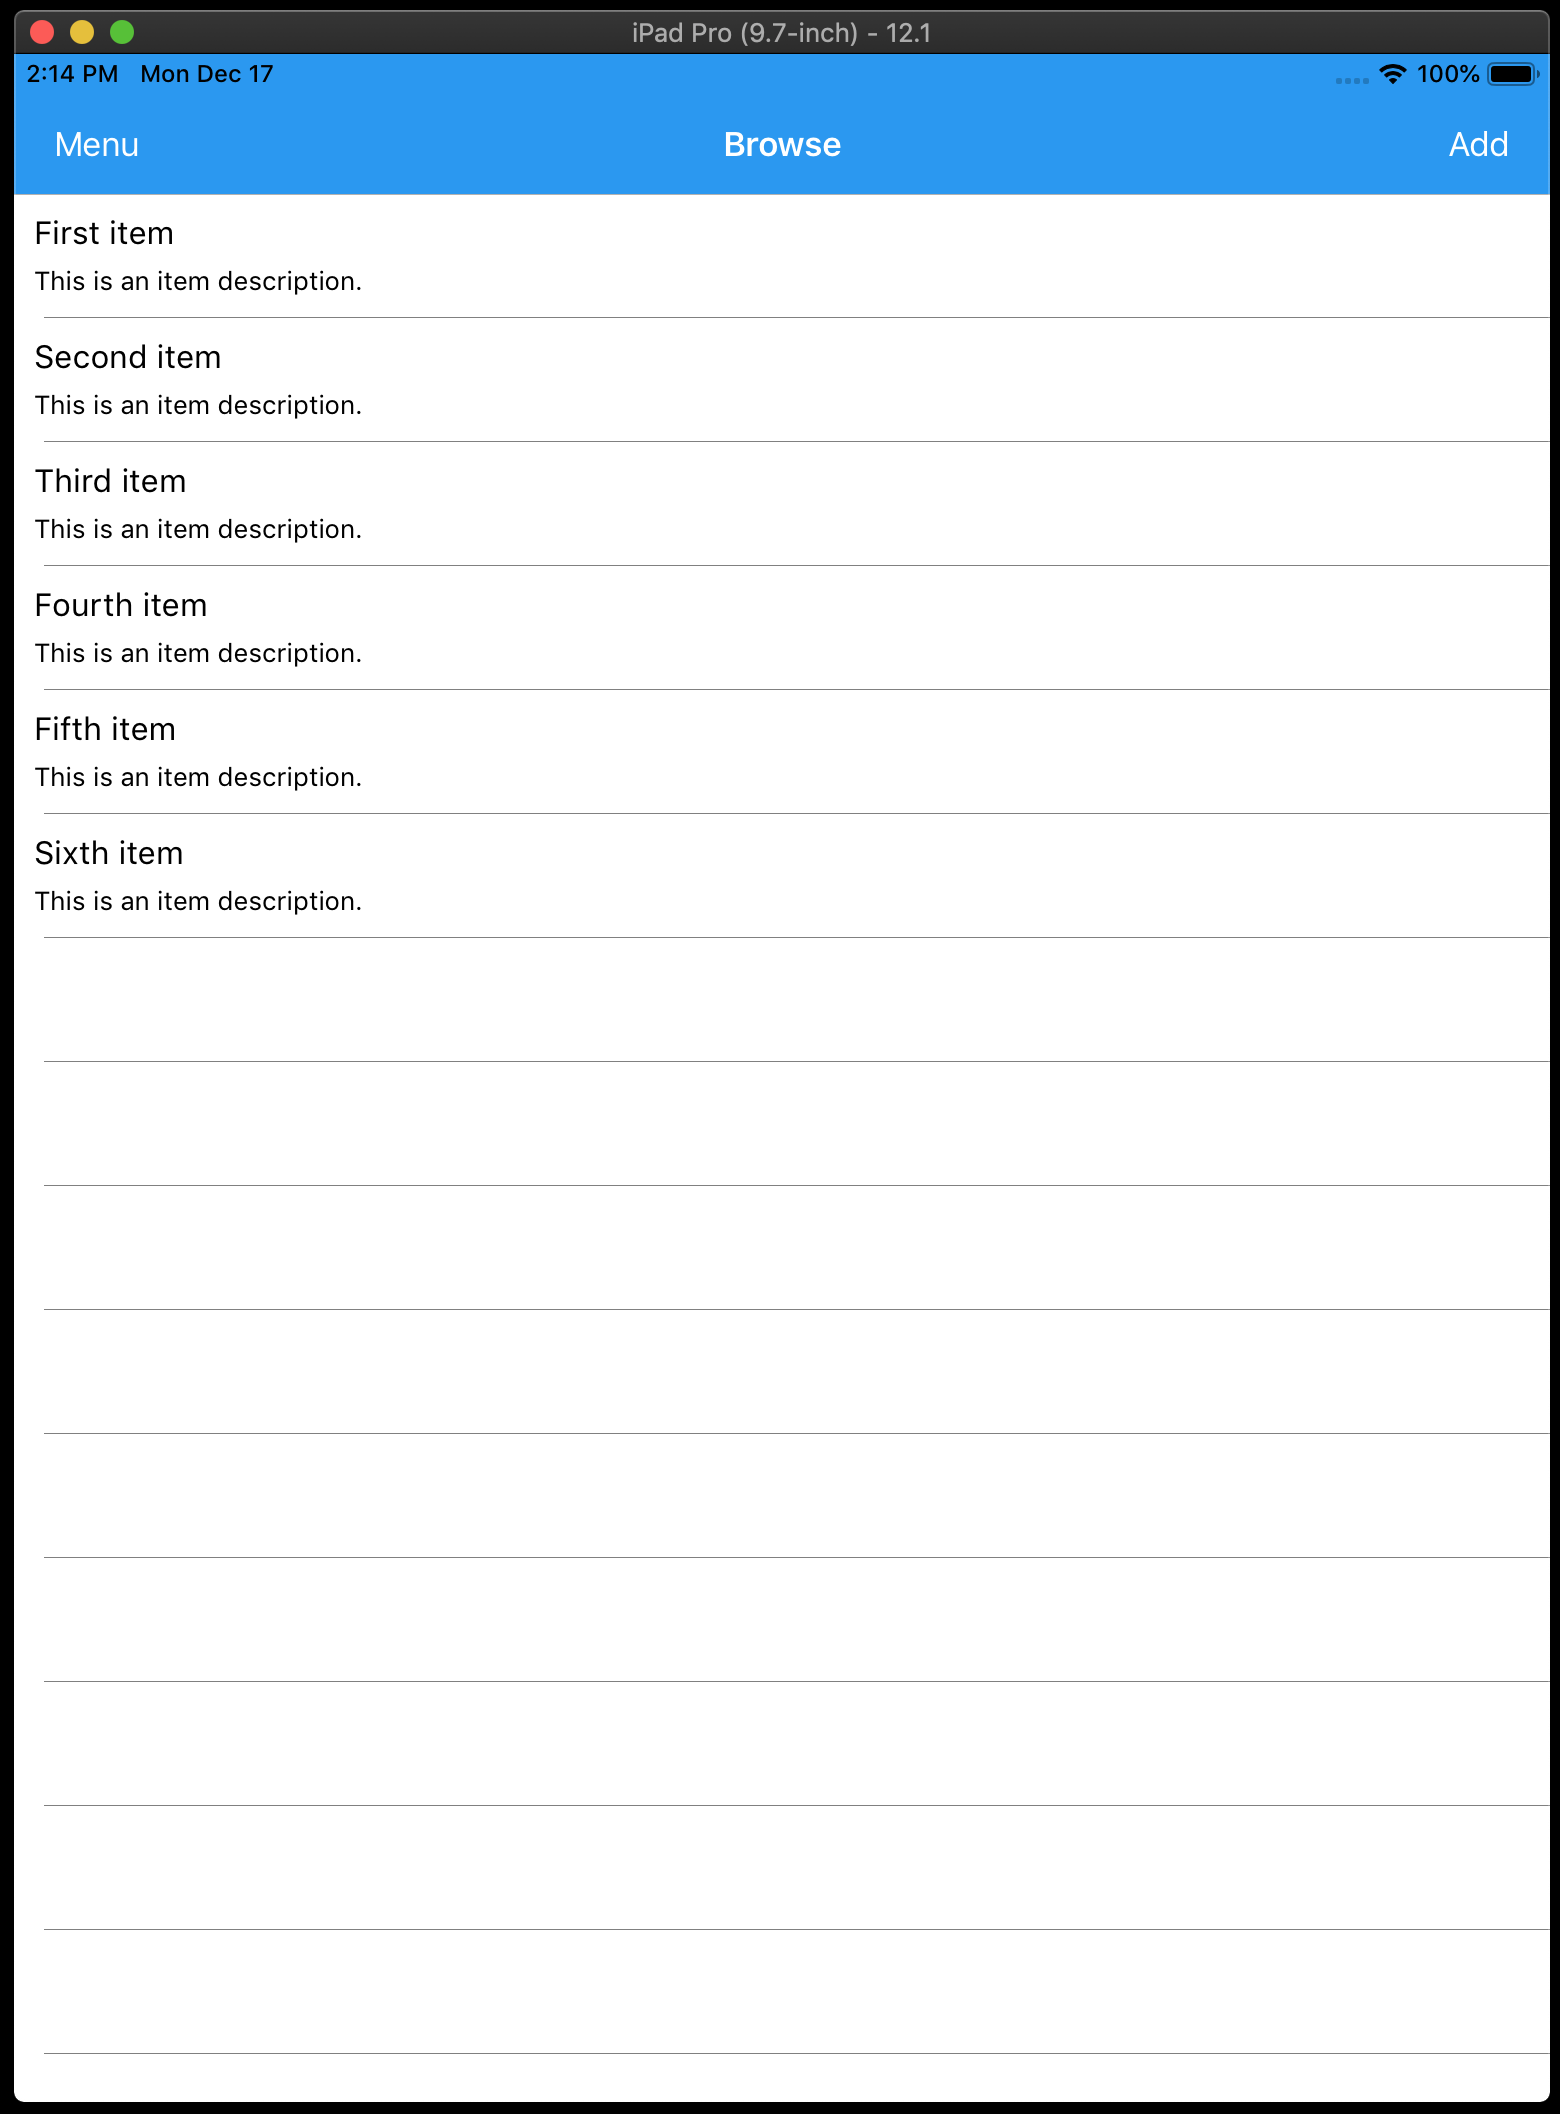 iPad Pro (9.7-inch) - 12.1
2:14 PM Mon Dec 17 100%
Menu Browse Add
First item
This is an item description.
Second item
This is an item description.
Third item
This is an item description.
Fourth item
This is an item description.
Fifth item
This is an item description.
Sixth item
This is an item description.